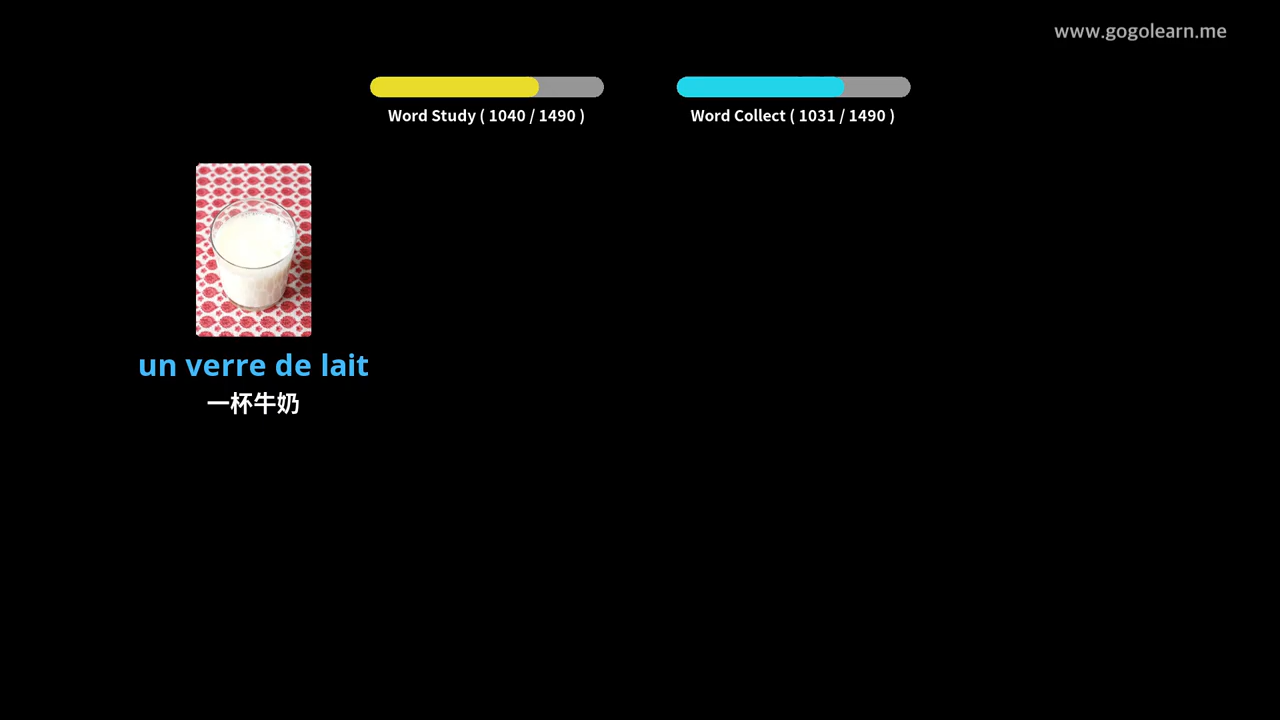 www.gogolearn.me
Word Study ( 1040 / 1490 )
Word Collect ( 1031 / 1490 )
un verre de lait
一杯牛奶